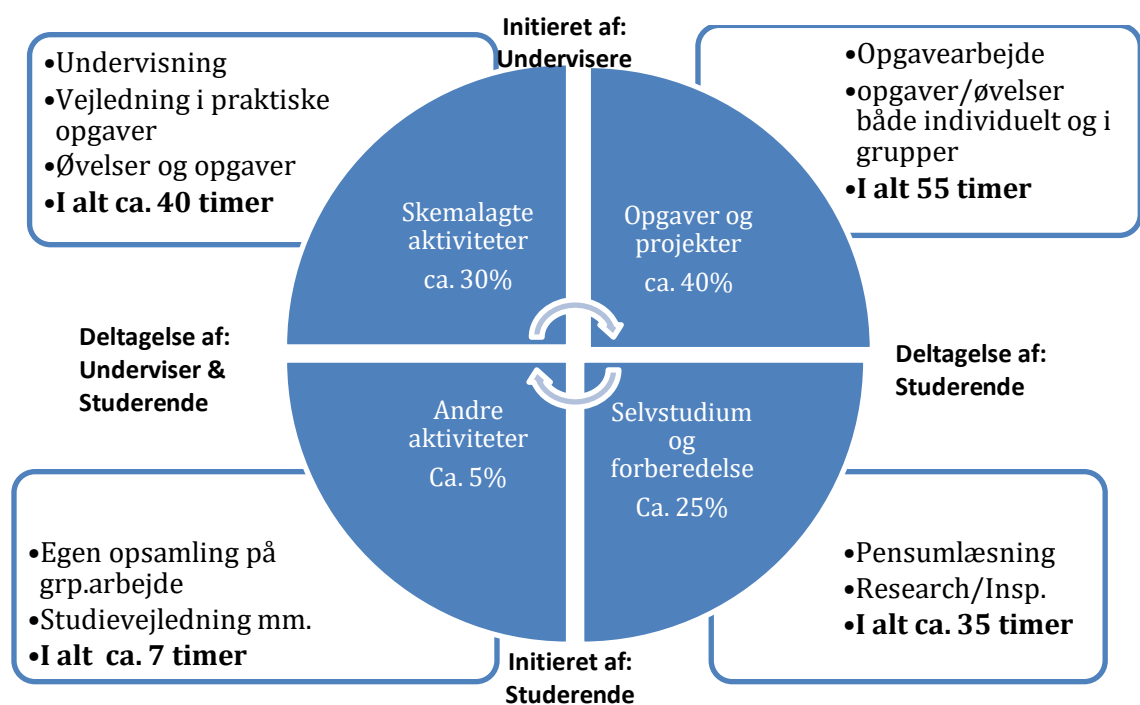 Initieret af:
Undervisere
•Undervisning
•Vejledning i praktiske
opgaver
•Øvelser og opgaver
•I alt ca. 40 timer
•Opgavearbejde
•opgaver/øvelser
både individuelt og i
grupper
•I alt 55 timer
Skemalagte
aktiviteter
ca. 30%
Opgaver og
projekter
ca. 40%
Deltagelse af:
Underviser &
Studerende
Deltagelse af:
Studerende
Andre
aktiviteter
Ca. 5%
Selvstudium
og
forberedelse
Ca. 25%
•Egen opsamling på
grp.arbejde
•Studievejledning mm.
•I alt  ca. 7 timer
•Pensumlæsning
•Research/Insp.
•I alt ca. 35 timer
Initieret af:
Studerende